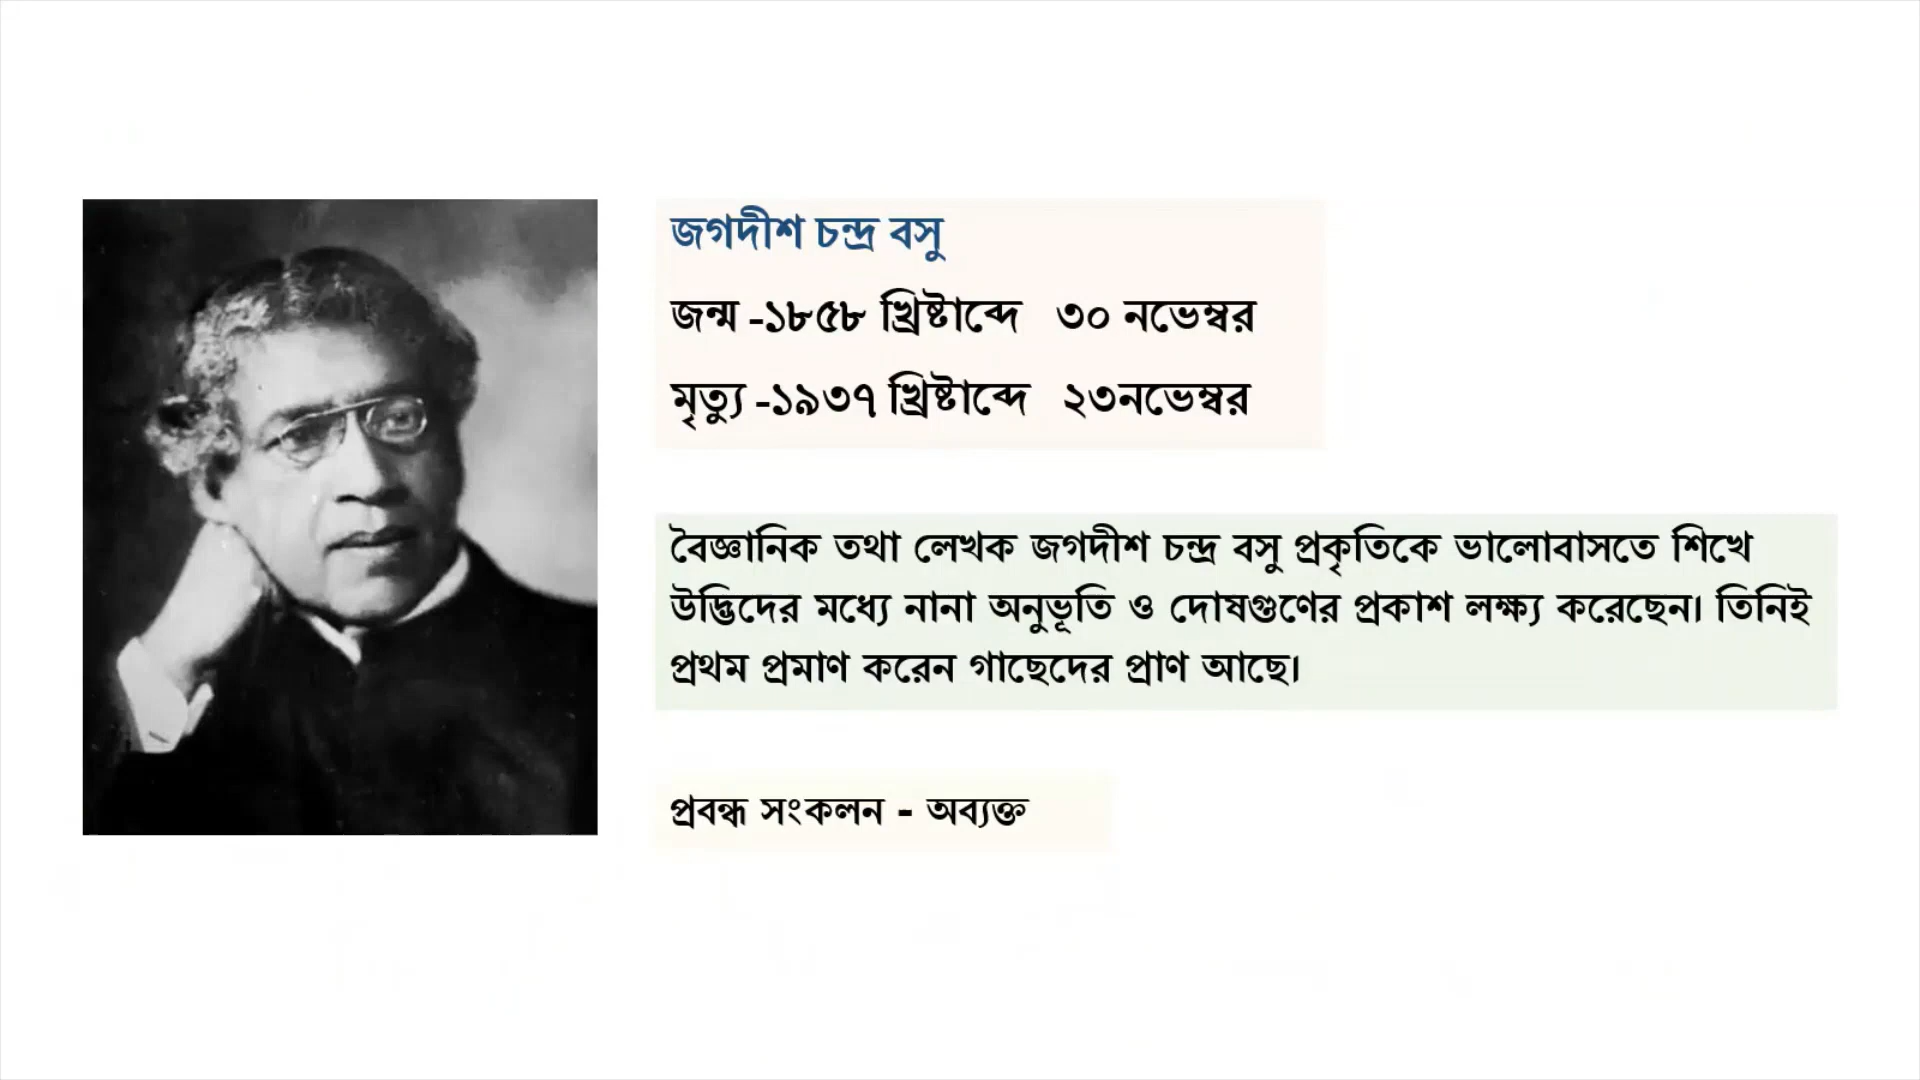 জগদীশ চন্দ্র বসু
জন্ম -১৮৫৮ খ্রিষ্টাব্দে ৩০ নভেম্বর
মৃত্যু -১৯৩৭ খ্রিষ্টাব্দে ২৩নভেম্বর
বৈজ্ঞানিক তথা লেখক জগদীশ চন্দ্র বসু প্রকৃতিকে ভালোবাসতে শিখে
উদ্ভিদের মধ্যে নানা অনুভূতি ও দোষগুণের প্রকাশ লক্ষ্য করেছেন। তিনিই
প্রথম প্রমাণ করেন গাছেদের প্রাণ আছে।
প্রবন্ধ সংকলন - অব্যক্ত